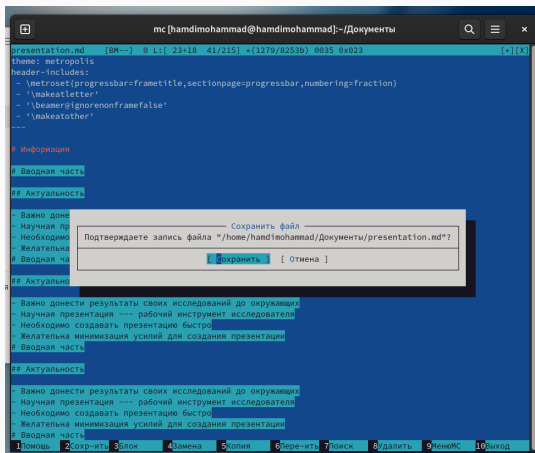 mc [hamdimohammad@hamdimohammad]:~/Документы
presentation.md [BM--] 0 L:[ 23+18 41/215] *(1279/8253b) 0035 0x023 [*][X]
theme: metropolis
header-includes:
- \metroset{progressbar=frametitle,sectionpage=progressbar,numbering=fraction}
- '\makeatletter'
- '\beamer@ignorenonframefalse'
- '\makeatother'
---
# Информация
# Вводная часть
## Актуальность
- Важно доне
- Научная пр
- Необходимо
- Желательна
# Вводная ча
Сохранить файл
Подтверждаете запись файла "/home/hamdimohammad/Документы/presentation.md"?
[ Сохранить ] [ Отмена ]
## Актуально
- Важно донести результаты своих исследований до окружающих
- Научная презентация --- рабочий инструмент исследователя
- Необходимо создавать презентацию быстро
- Желательна минимизация усилий для создания презентации
# Вводная часть
## Актуальность
- Важно донести результаты своих исследований до окружающих
- Научная презентация --- рабочий инструмент исследователя
- Необходимо создавать презентацию быстро
- Желательна минимизация усилий для создания презентации
# Вводная часть
1Помощь 2Сохр-ить 3Блок 4Замена 5Копия 6Пере-ить 7Поиск 8Удалить 9МенюMC 10Выход